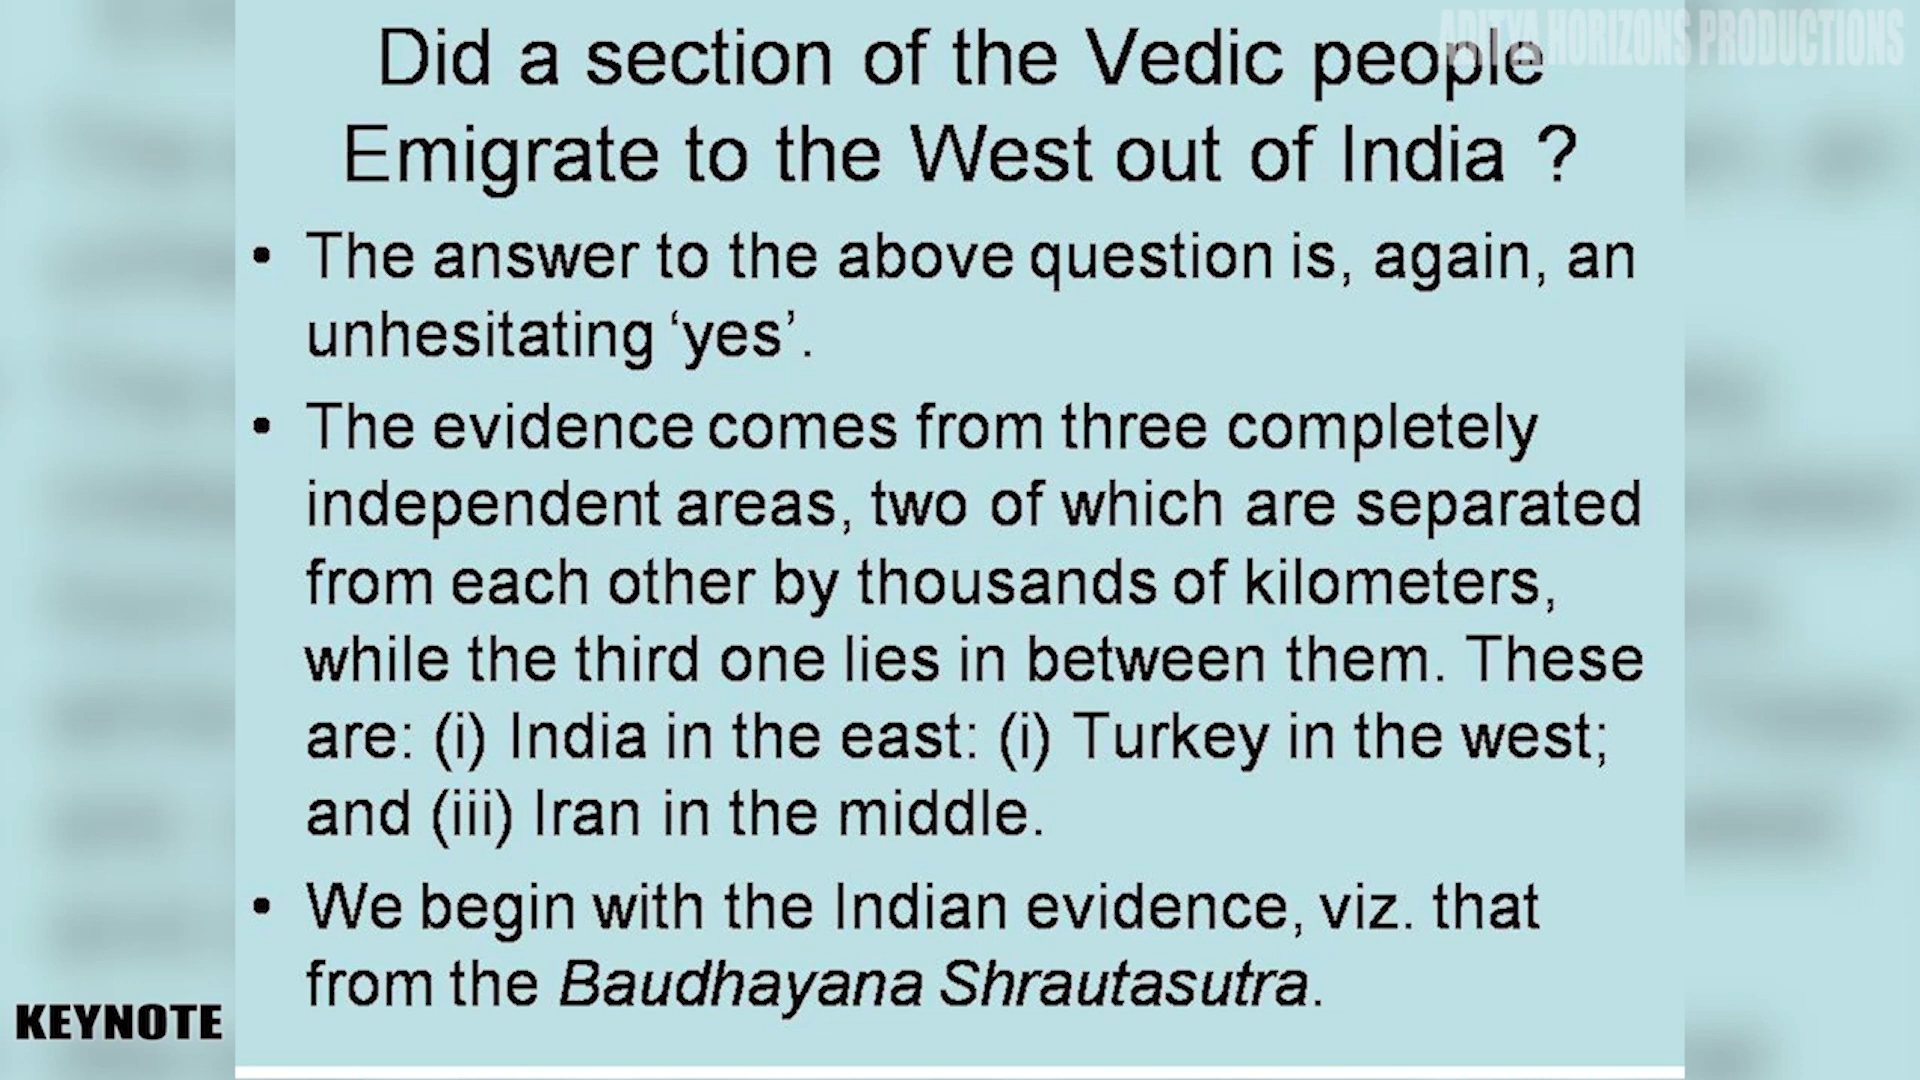 ADITYA HORIZONS PRODUCTIONS
Did a section of the Vedic people
Emigrate to the West out of India ?
• The answer to the above question is, again, an
unhesitating ‘yes’.
• The evidence comes from three completely
independent areas, two of which are separated
from each other by thousands of kilometers,
while the third one lies in between them. These
are: (i) India in the east: (i) Turkey in the west;
and (iii) Iran in the middle.
• We begin with the Indian evidence, viz. that
from the Baudhayana Shrautasutra.
KEYNOTE